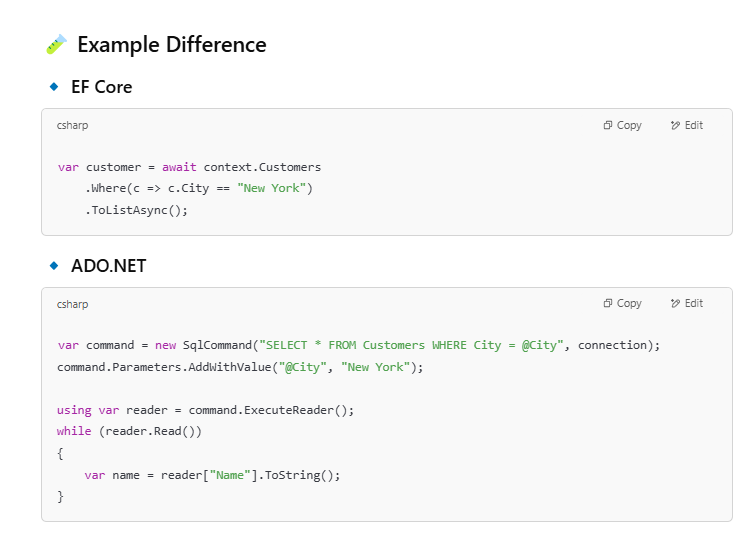 🧪 Example Difference
🔹 EF Core
csharp Copy Edit
var customer = await context.Customers
    .Where(c => c.City == "New York")
    .ToListAsync();
🔹 ADO.NET
csharp Copy Edit
var command = new SqlCommand("SELECT * FROM Customers WHERE City = @City", connection);
command.Parameters.AddWithValue("@City", "New York");

using var reader = command.ExecuteReader();
while (reader.Read())
{
    var name = reader["Name"].ToString();
}